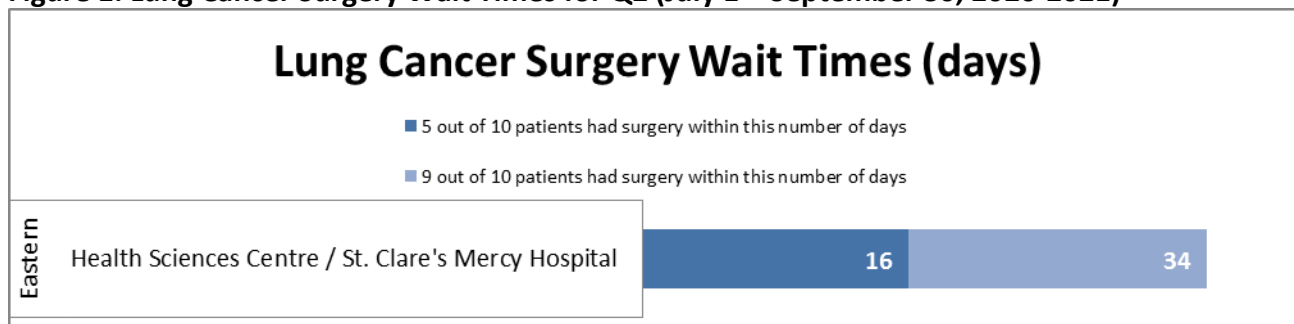 Lung Cancer Surgery Wait Times (days)
5 out of 10 patients had surgery within this number of days
9 out of 10 patients had surgery within this number of days
Eastern
Health Sciences Centre / St. Clare's Mercy Hospital
16
34